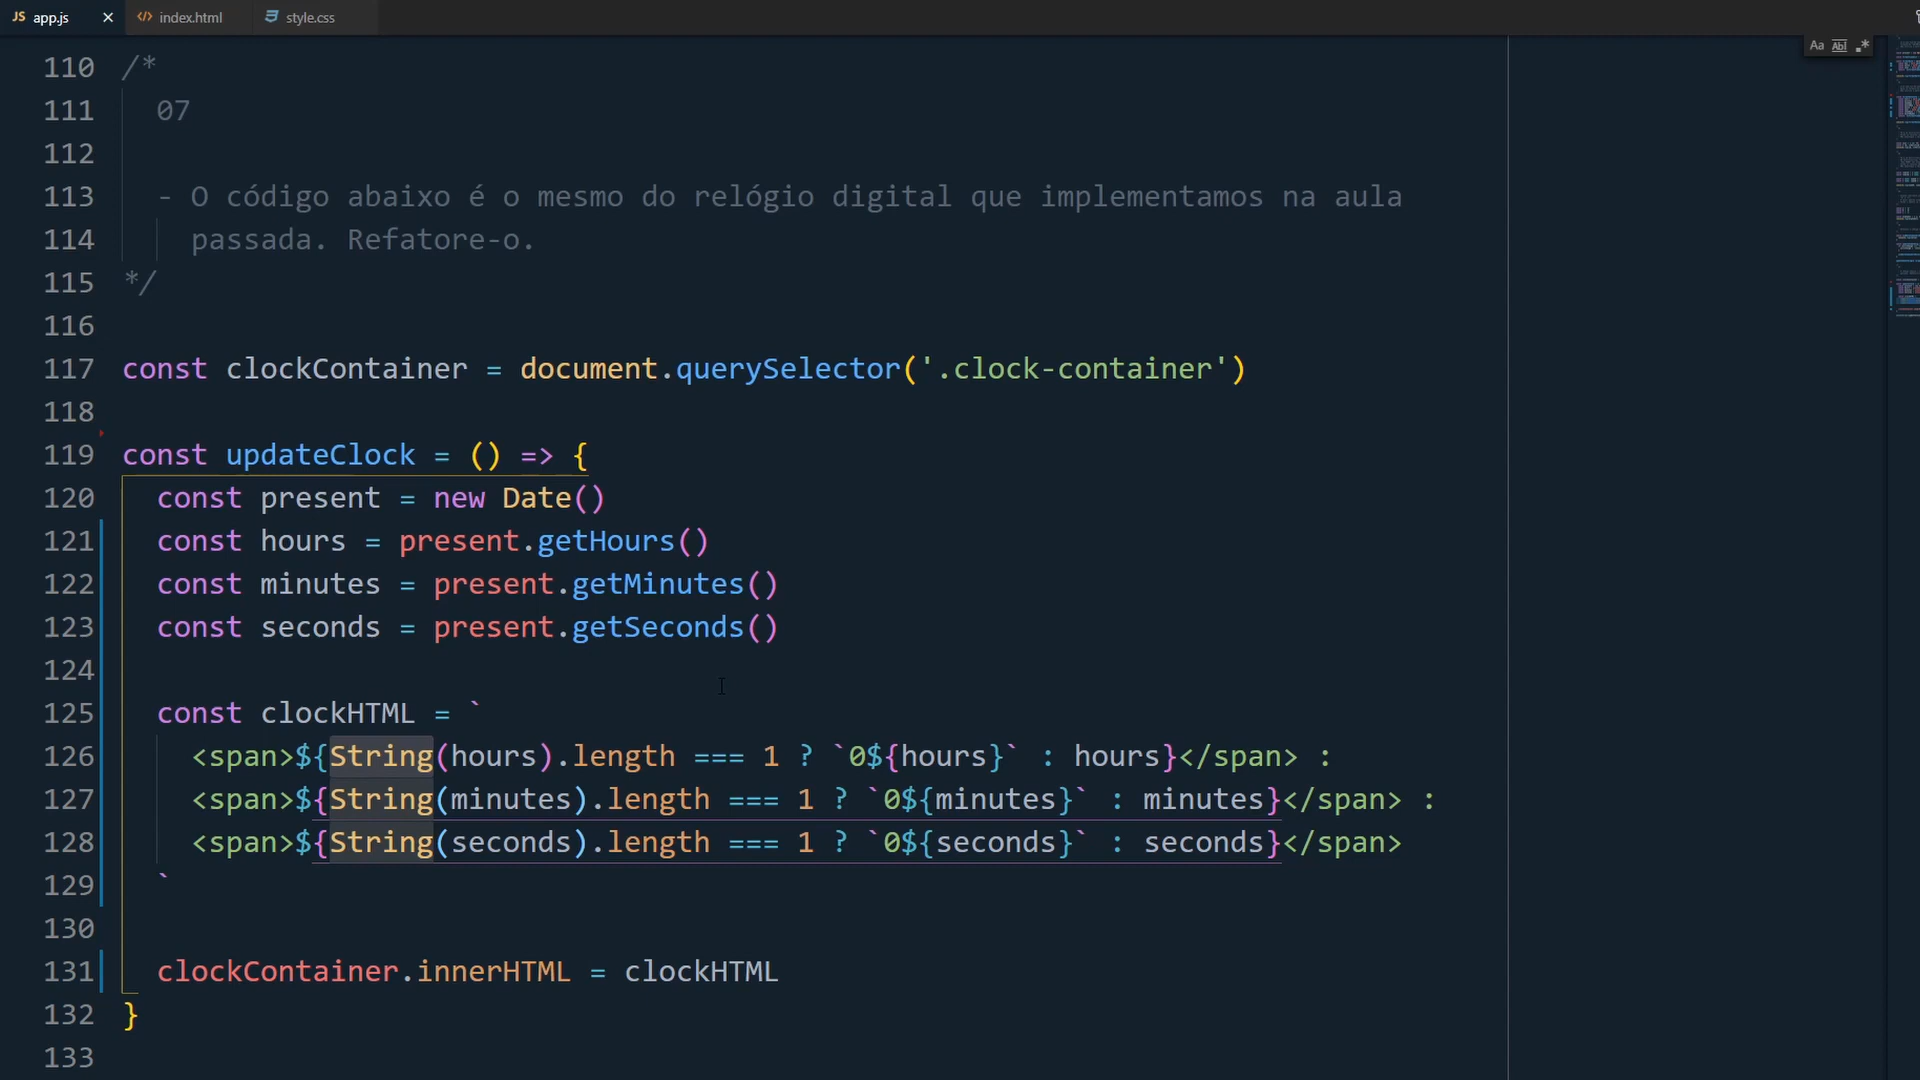 JS app.js × <> index.html style.css
Aa Abl .*
110 /*
111 07
112
113 - O código abaixo é o mesmo do relógio digital que implementamos na aula
114 passada. Refatore-o.
115 */
116
117 const clockContainer = document.querySelector('.clock-container')
118
119 const updateClock = () => {
120 const present = new Date()
121 const hours = present.getHours()
122 const minutes = present.getMinutes()
123 const seconds = present.getSeconds()
124
125 const clockHTML = `
126 <span>${String(hours).length === 1 ? `0${hours}` : hours}</span> :
127 <span>${String(minutes).length === 1 ? `0${minutes}` : minutes}</span> :
128 <span>${String(seconds).length === 1 ? `0${seconds}` : seconds}</span>
129 `
130
131 clockContainer.innerHTML = clockHTML
132 }
133